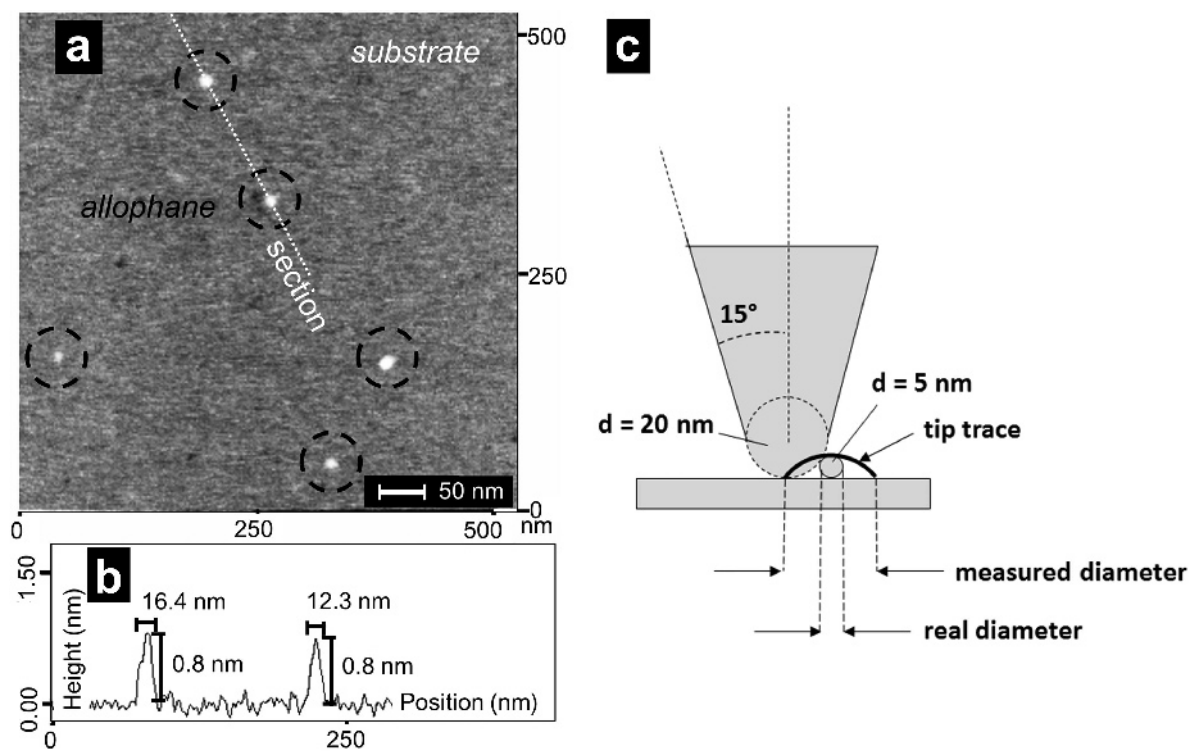 a
substrate
allophane
section
50 nm
500
250
0
nm
0
250
500
b
1.50
0.00
Height (nm)
16.4 nm
0.8 nm
12.3 nm
0.8 nm
Position (nm)
0
250
c
15°
d = 20 nm
d = 5 nm
tip trace
measured diameter
real diameter